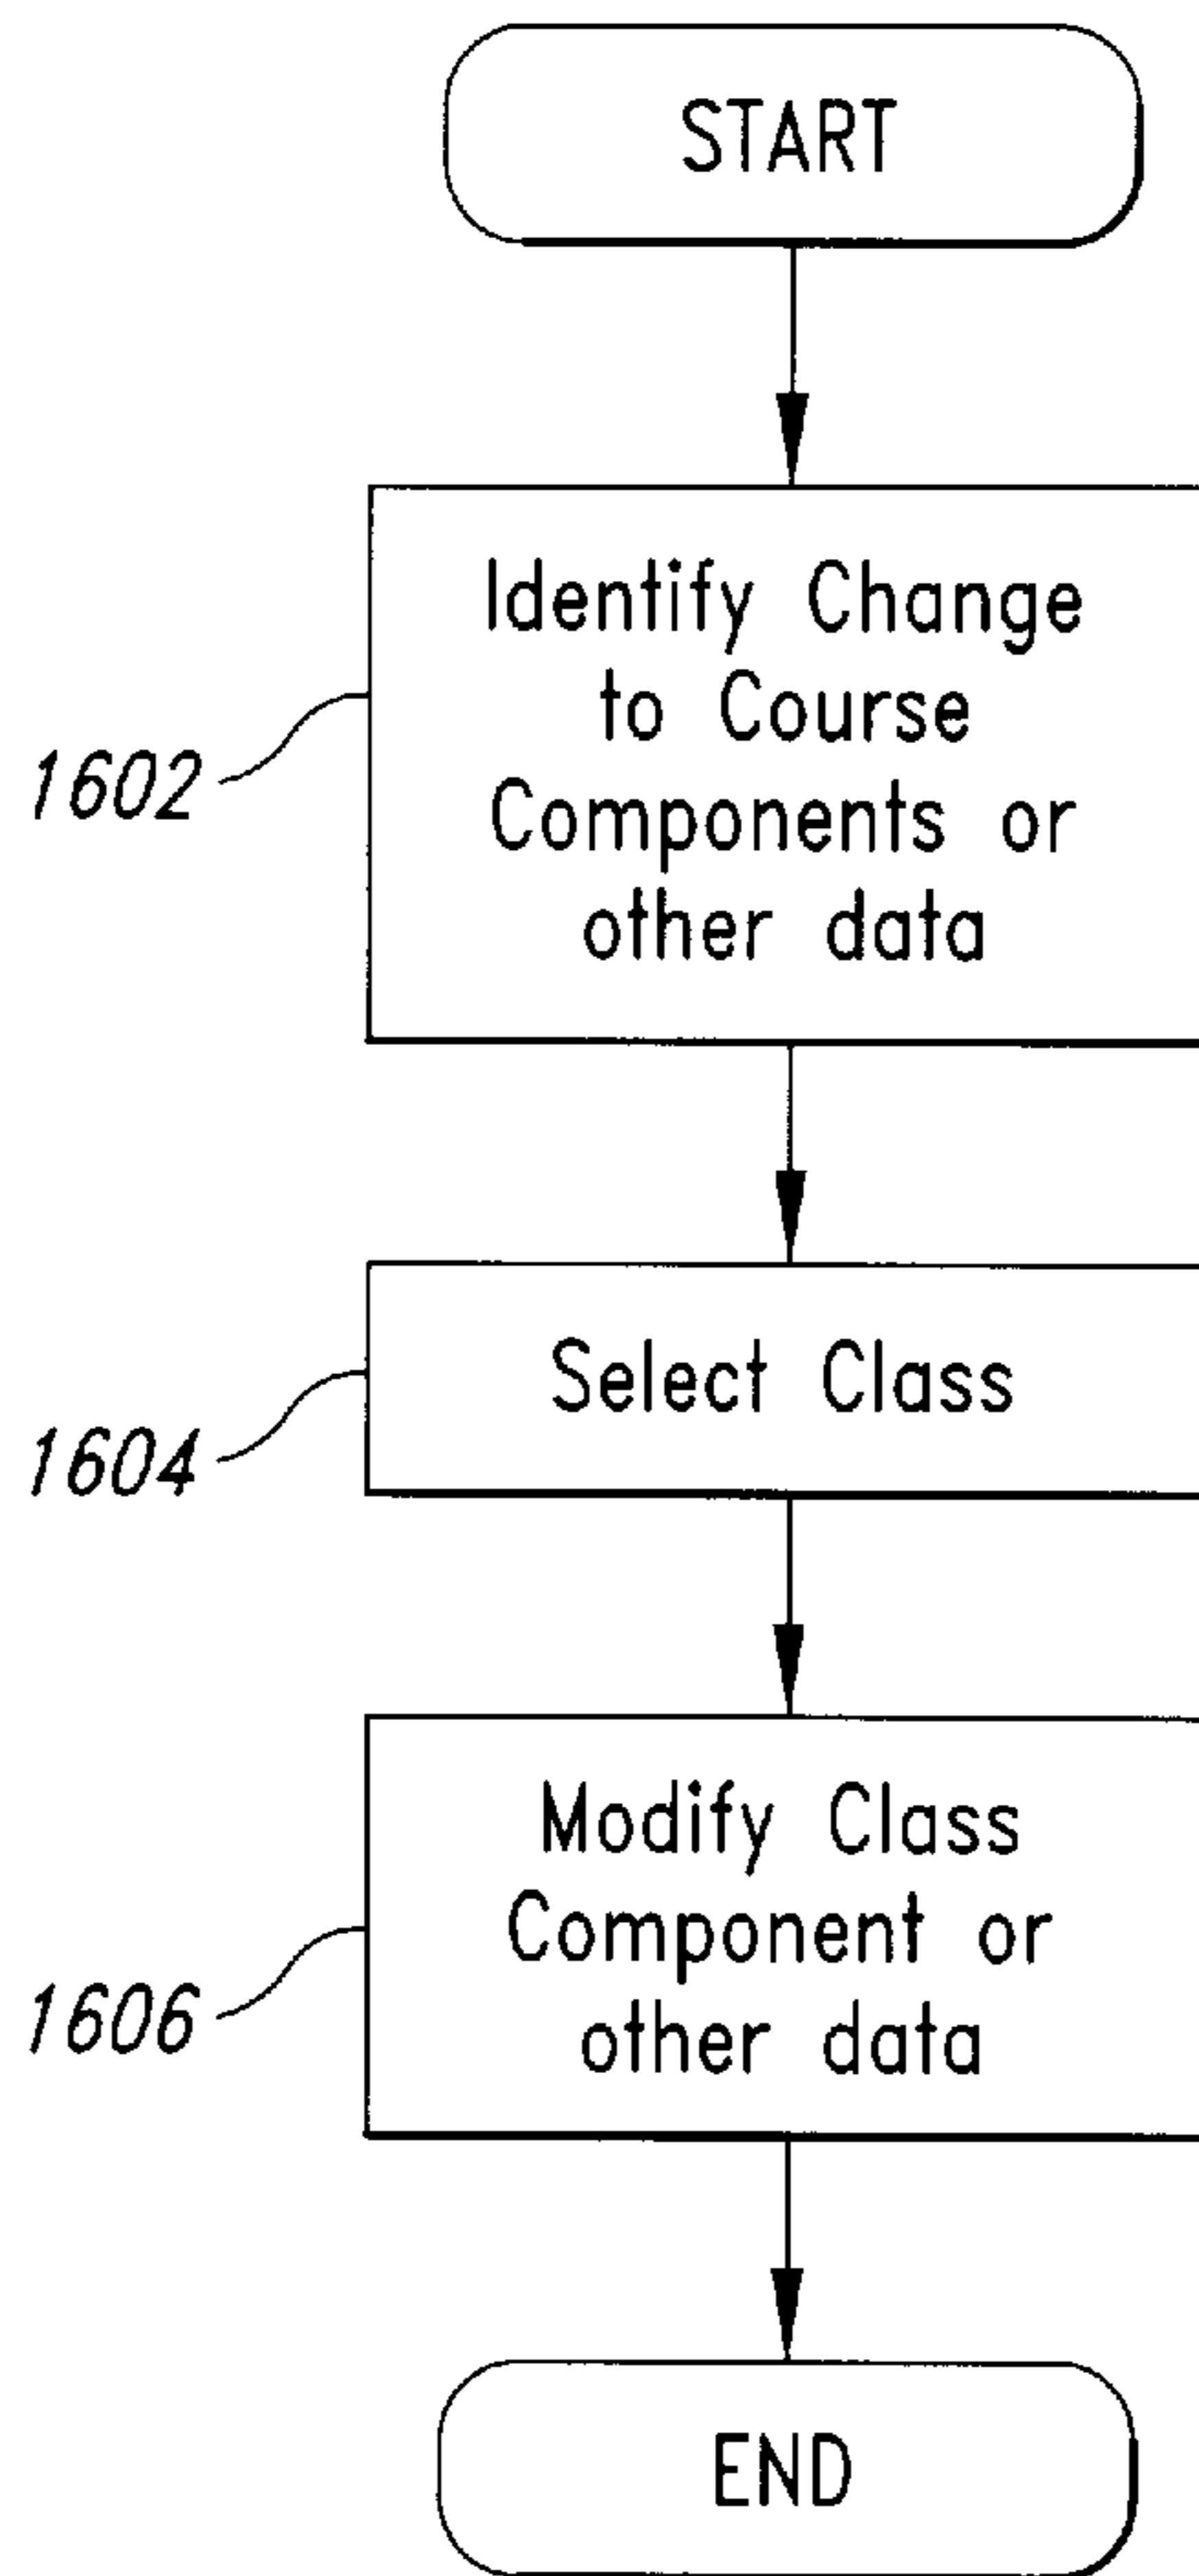 START
Identify Change
to Course
Components or
other data
1602
Select Class
1604
Modify Class
Component or
other data
1606
END